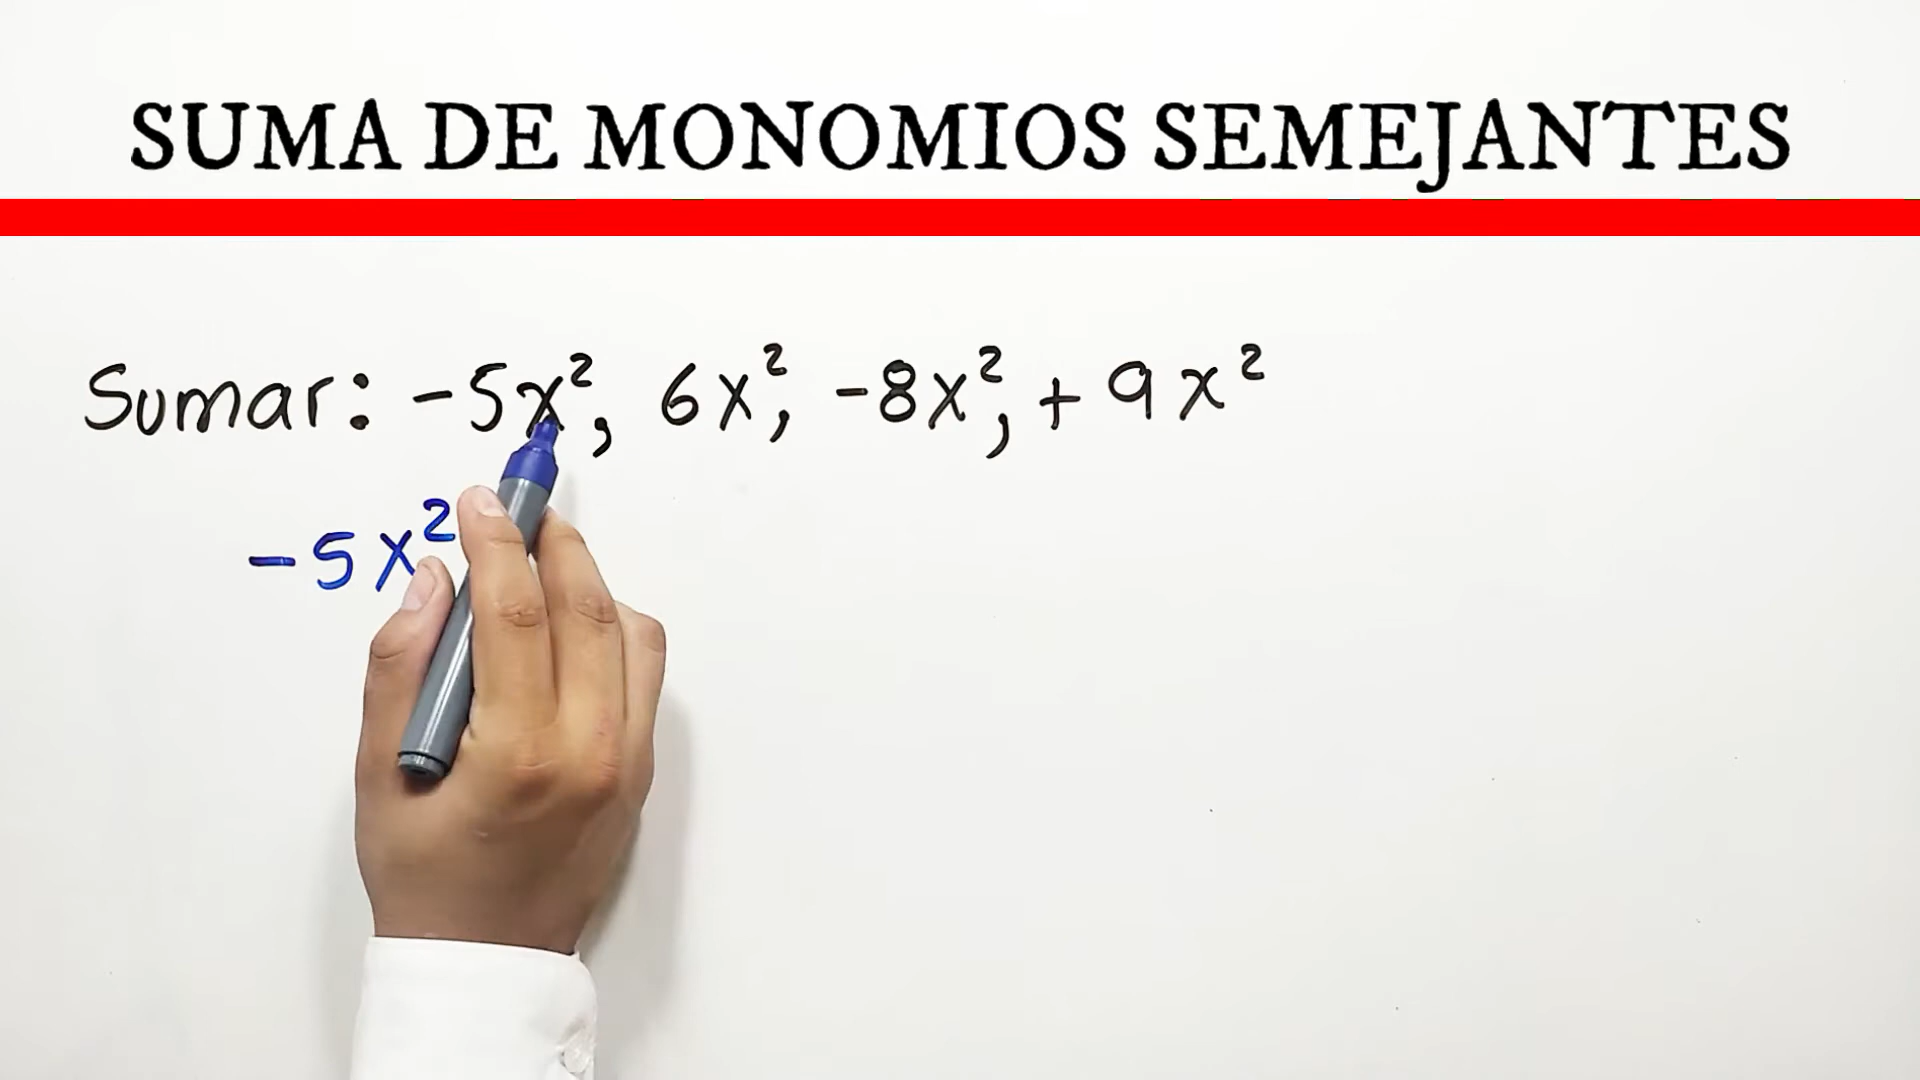 SUMA DE MONOMIOS SEMEJANTES
Sumar: -5x², 6x², -8x², + 9x²
-5x²